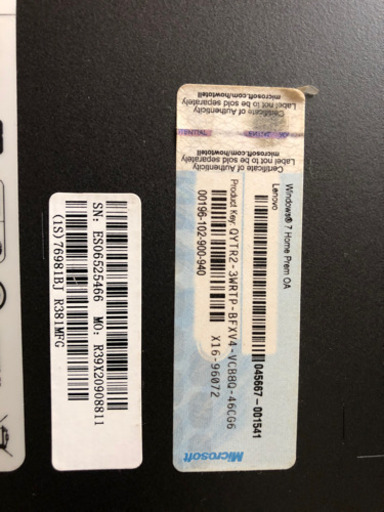 SN: ES06525466 MO: R39X20908811
(1S)76981BJ R381MFG
Label not to be sold separately
microsoft.com/howtotell
Certificate of Authenticity
Label not to be sold separately
microsoft.com/howtotell
Certificate of Authenticity
Windows® 7 Home Prem OA
Lenovo
045667-001541
Product Key: QYTR2-3WRTP-BFXV4-VCB8Q-46CG6
00196-102-900-940
X16-96072
Microsoft